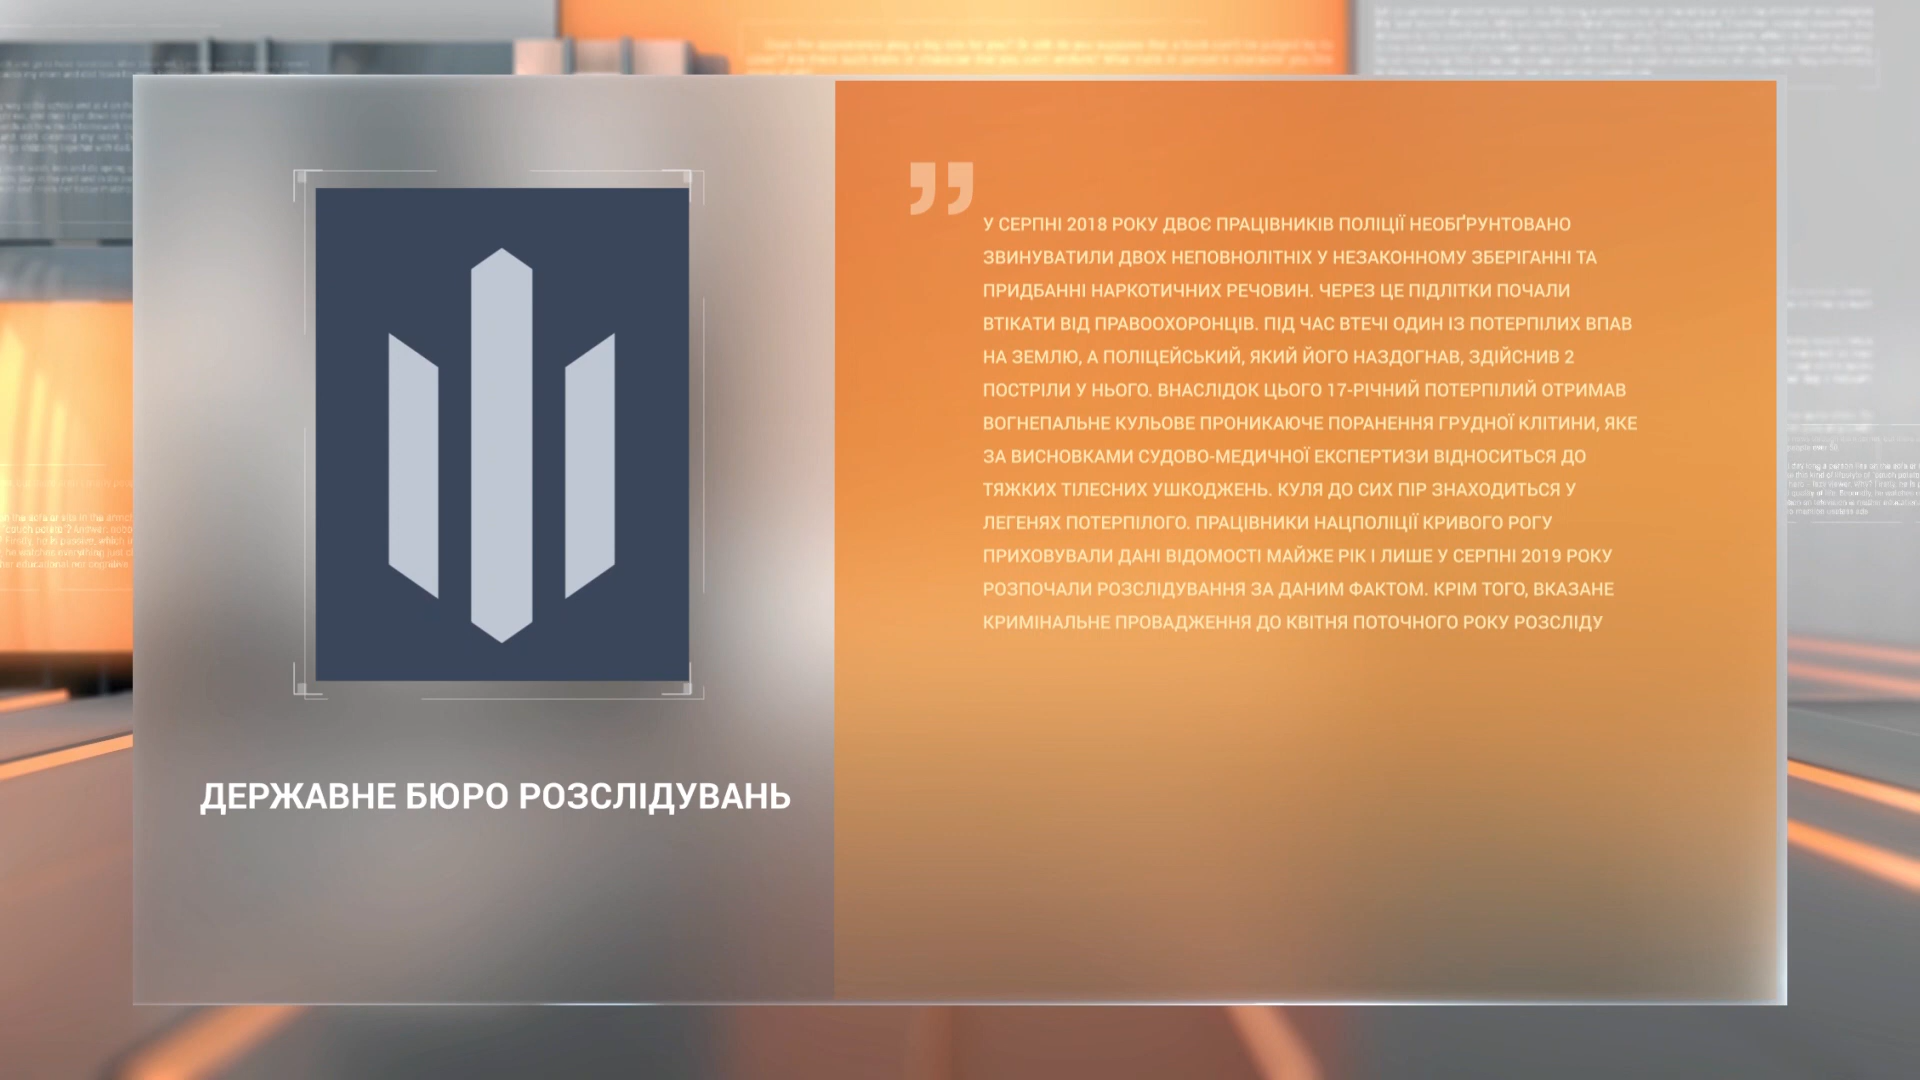 У СЕРПНІ 2018 РОКУ ДВОЄ ПРАЦІВНИКІВ ПОЛІЦІЇ НЕОБҐРУНТОВАНО
ЗВИНУВАТИЛИ ДВОХ НЕПОВНОЛІТНІХ У НЕЗАКОННОМУ ЗБЕРІГАННІ ТА
ПРИДБАННІ НАРКОТИЧНИХ РЕЧОВИН. ЧЕРЕЗ ЦЕ ПІДЛІТКИ ПОЧАЛИ
ВТІКАТИ ВІД ПРАВООХОРОНЦІВ. ПІД ЧАС ВТЕЧІ ОДИН ІЗ ПОТЕРПІЛИХ ВПАВ
НА ЗЕМЛЮ, А ПОЛІЦЕЙСЬКИЙ, ЯКИЙ ЙОГО НАЗДОГНАВ, ЗДІЙСНИВ 2
ПОСТРІЛИ У НЬОГО. ВНАСЛІДОК ЦЬОГО 17-РІЧНИЙ ПОТЕРПІЛИЙ ОТРИМАВ
ВОГНЕПАЛЬНЕ КУЛЬОВЕ ПРОНИКАЮЧЕ ПОРАНЕННЯ ГРУДНОЇ КЛІТИНИ, ЯКЕ
ЗА ВИСНОВКАМИ СУДОВО-МЕДИЧНОЇ ЕКСПЕРТИЗИ ВІДНОСИТЬСЯ ДО
ТЯЖКИХ ТІЛЕСНИХ УШКОДЖЕНЬ. КУЛЯ ДО СИХ ПІР ЗНАХОДИТЬСЯ У
ЛЕГЕНЯХ ПОТЕРПІЛОГО. ПРАЦІВНИКИ НАЦПОЛІЦІЇ КРИВОГО РОГУ
ПРИХОВУВАЛИ ДАНІ ВІДОМОСТІ МАЙЖЕ РІК І ЛИШЕ У СЕРПНІ 2019 РОКУ
РОЗПОЧАЛИ РОЗСЛІДУВАННЯ ЗА ДАНИМ ФАКТОМ. КРІМ ТОГО, ВКАЗАНЕ
КРИМІНАЛЬНЕ ПРОВАДЖЕННЯ ДО КВІТНЯ ПОТОЧНОГО РОКУ РОЗСЛІДУ
ДЕРЖАВНЕ БЮРО РОЗСЛІДУВАНЬ